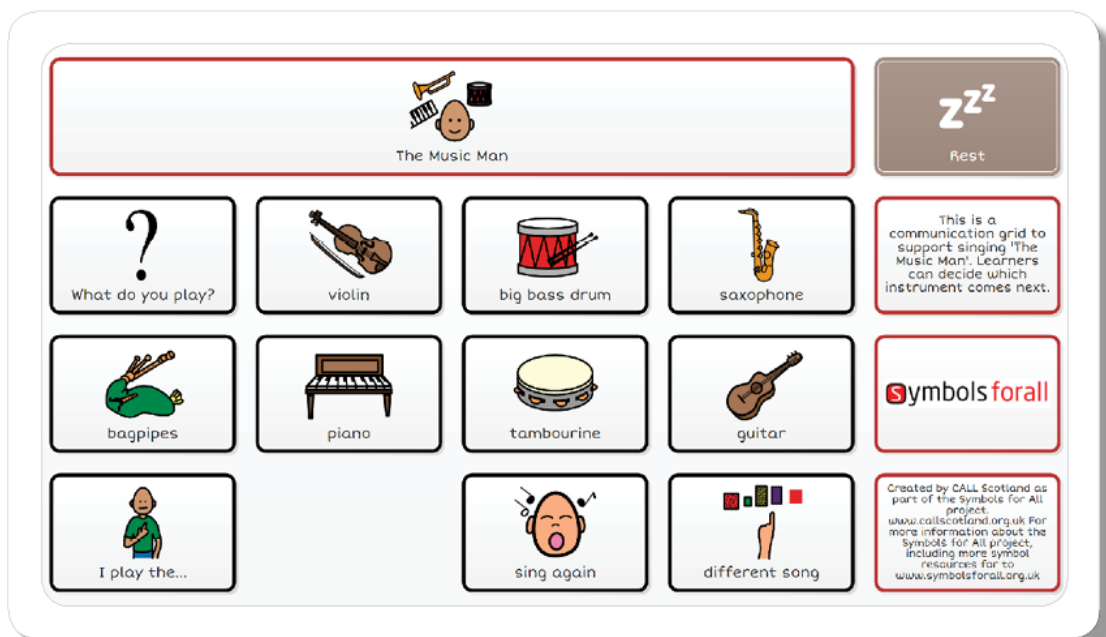 The Music Man
zzz
Rest
?
What do you play?
violin
big bass drum
saxophone
This is a
communication grid to
support singing 'The
Music Man'. Learners
can decide which
instrument comes next.
bagpipes
piano
tambourine
guitar
symbols forall
I play the...
sing again
different song
Created by CALL Scotland as
part of the Symbols for All
project.
www.callscotland.org.uk For
more information about the
Symbols for All project,
including more symbol
resources for to
www.symbolsforall.org.uk